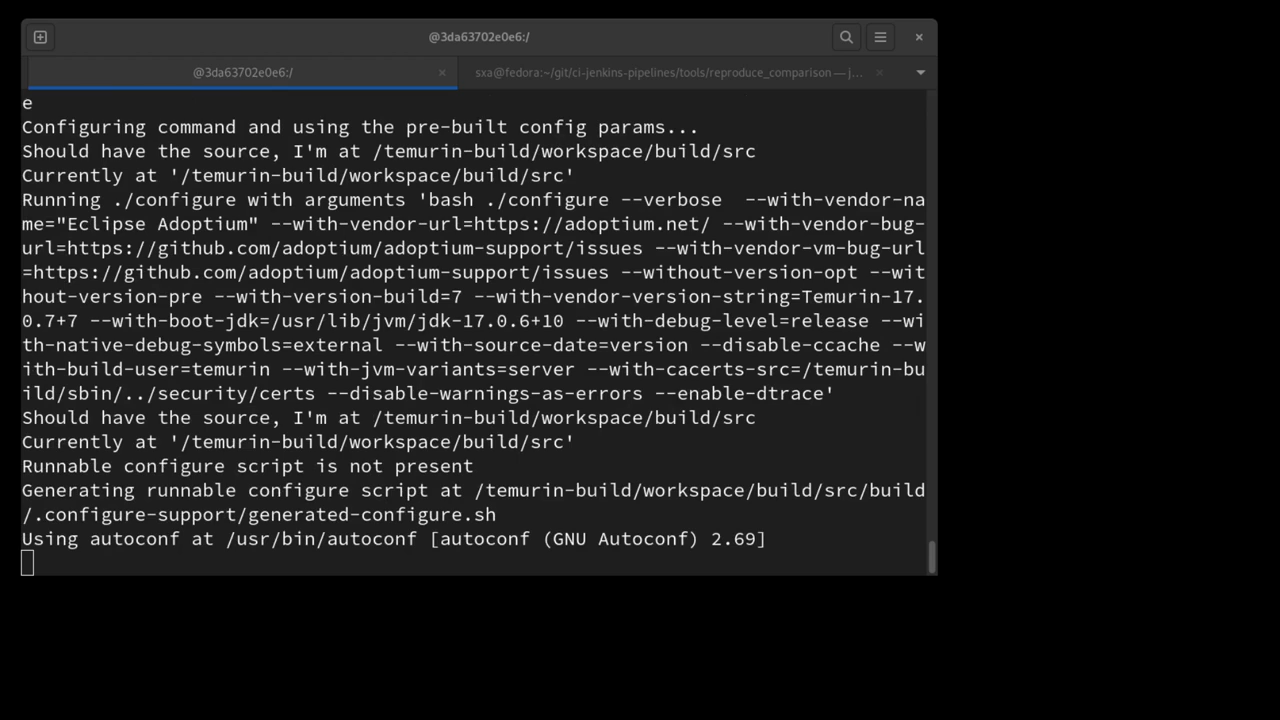 @3da63702e0e6:/
@3da63702e0e6:/
sxa@fedora:~/git/ci-jenkins-pipelines/tools/reproduce_comparison — j...
e
Configuring command and using the pre-built config params...
Should have the source, I'm at /temurin-build/workspace/build/src
Currently at '/temurin-build/workspace/build/src'
Running ./configure with arguments 'bash ./configure --verbose  --with-vendor-na
me="Eclipse Adoptium" --with-vendor-url=https://adoptium.net/ --with-vendor-bug-
url=https://github.com/adoptium/adoptium-support/issues --with-vendor-vm-bug-url
=https://github.com/adoptium/adoptium-support/issues --without-version-opt --wit
hout-version-pre --with-version-build=7 --with-vendor-version-string=Temurin-17.
0.7+7 --with-boot-jdk=/usr/lib/jvm/jdk-17.0.6+10 --with-debug-level=release --wi
th-native-debug-symbols=external --with-source-date=version --disable-ccache --w
ith-build-user=temurin --with-jvm-variants=server --with-cacerts-src=/temurin-bu
ild/sbin/../security/certs --disable-warnings-as-errors --enable-dtrace'
Should have the source, I'm at /temurin-build/workspace/build/src
Currently at '/temurin-build/workspace/build/src'
Runnable configure script is not present
Generating runnable configure script at /temurin-build/workspace/build/src/build
/.configure-support/generated-configure.sh
Using autoconf at /usr/bin/autoconf [autoconf (GNU Autoconf) 2.69]